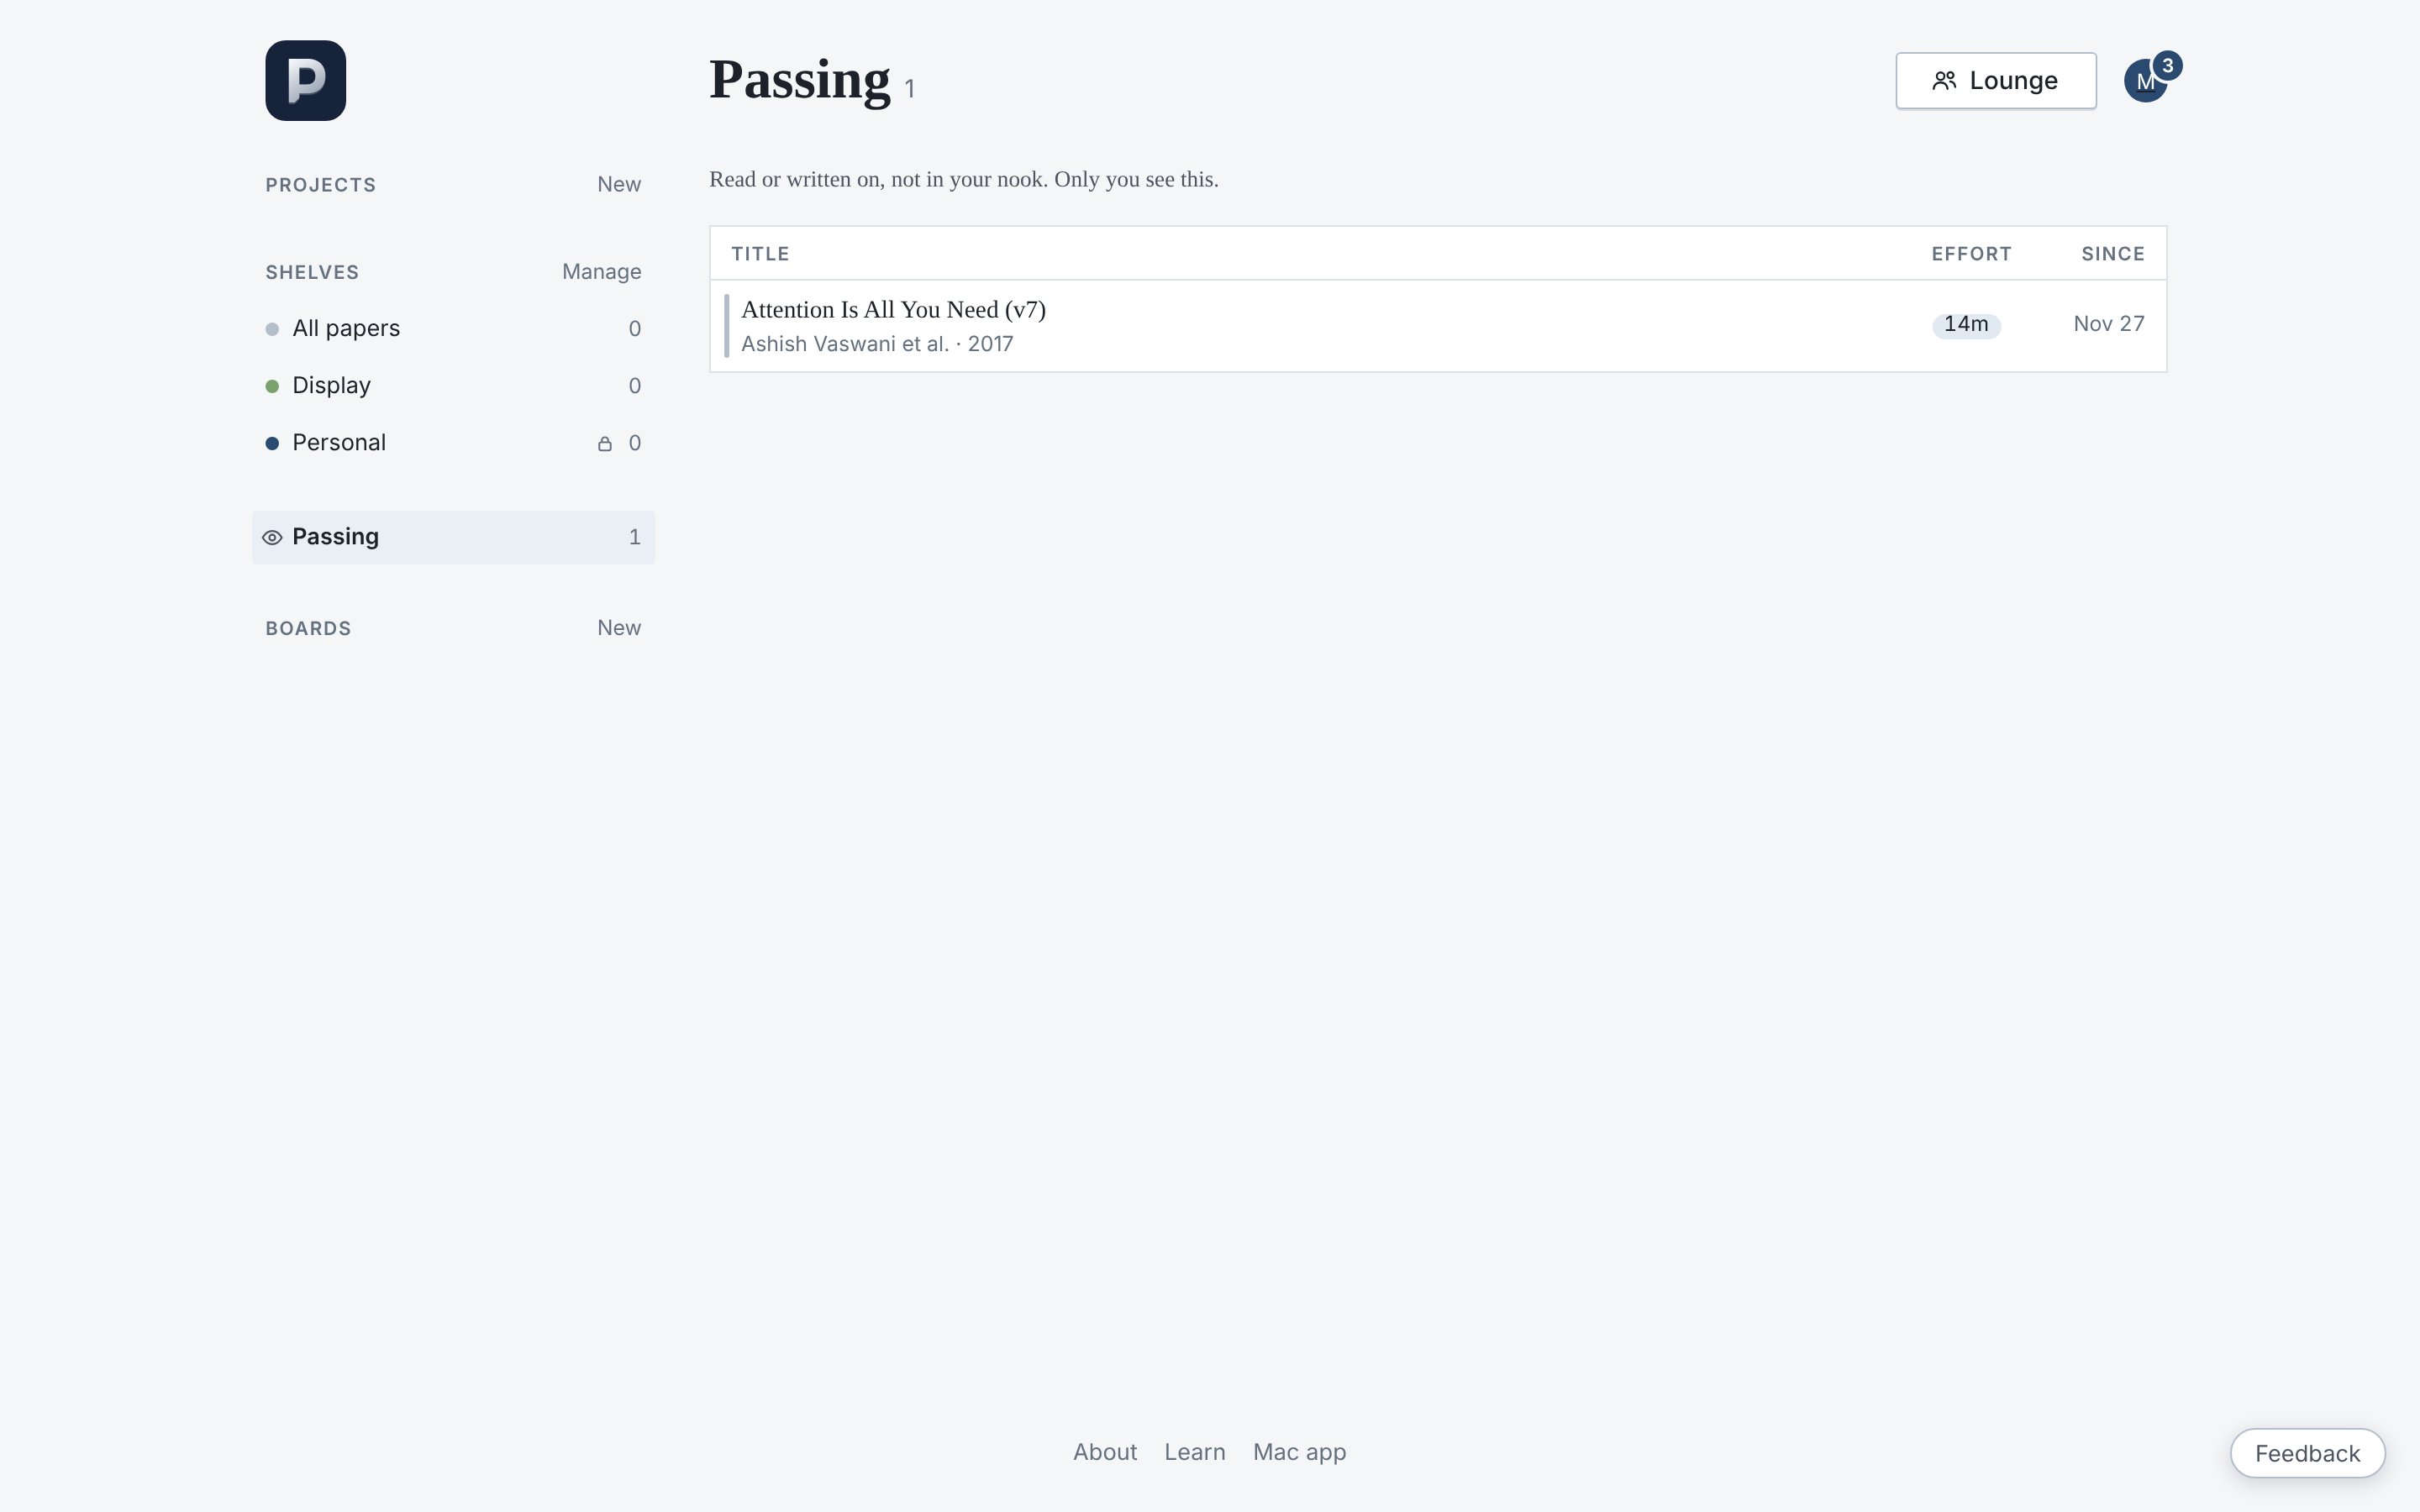 P
Passing 1
Lounge
M
3
PROJECTS New
Read or written on, not in your nook. Only you see this.
SHELVES Manage
All papers 0
Display 0
Personal 0
Passing 1
BOARDS New
TITLE EFFORT SINCE
Attention Is All You Need (v7)
Ashish Vaswani et al. · 2017
14m
Nov 27
About Learn Mac app
Feedback